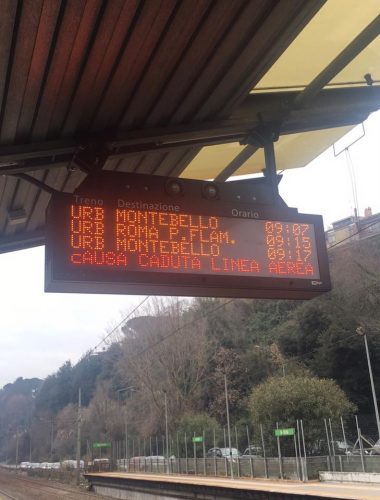 Treno Destinazione Orario
URB MONTEBELLO 09:07
URB ROMA P.FLAM. 09:15
URB MONTEBELLO 09:17
CAUSA CADUTA LINEA AEREA